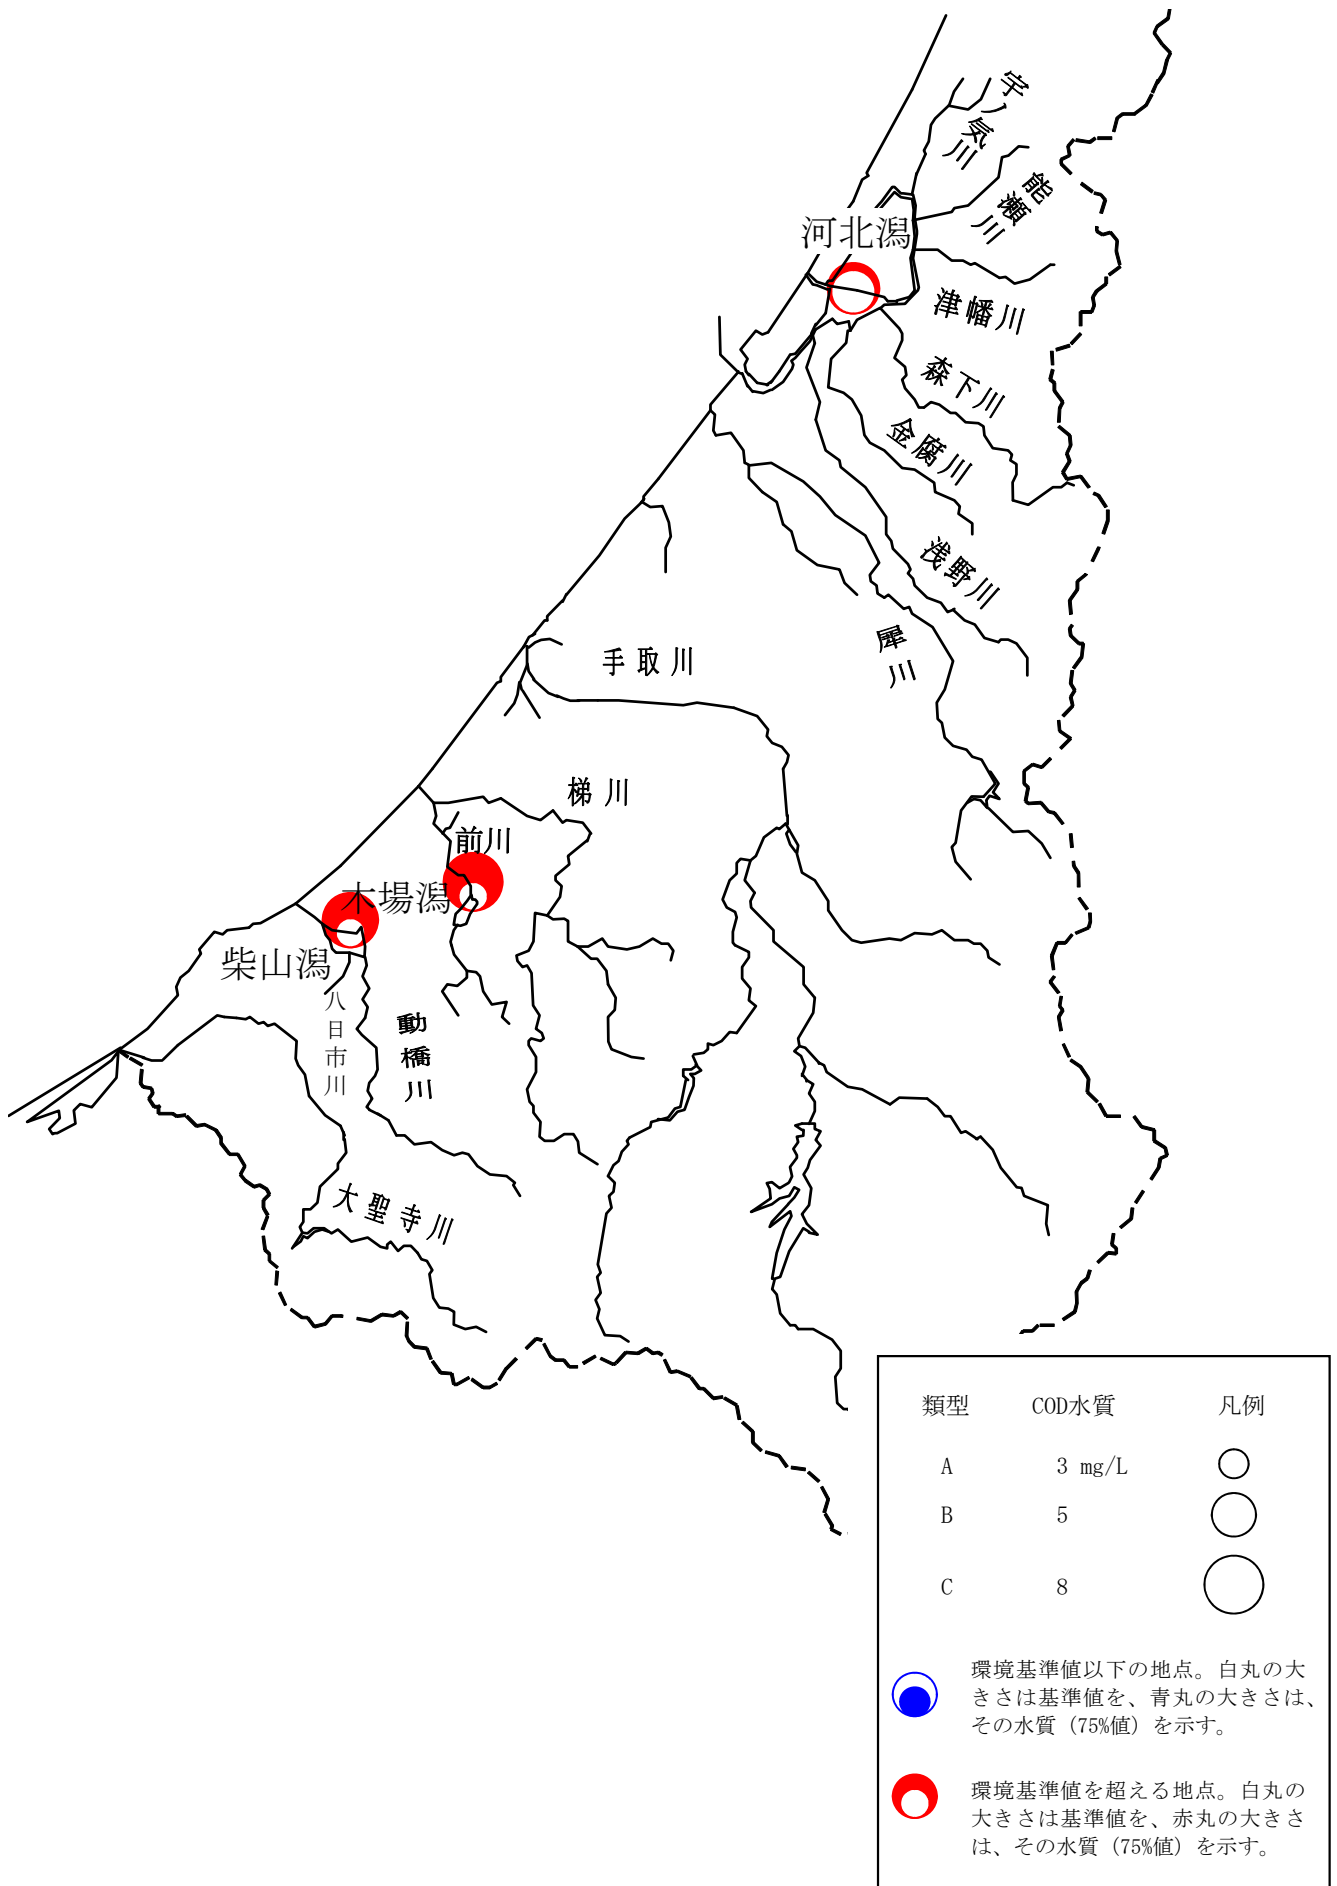 宇ノ気川
能瀬川
河北潟
津幡川
森下川
金腐川
浅野川
犀川
手取川
梯川
前川
木場潟
柴山潟
八日市川
動橋川
大聖寺川
類型 COD水質 凡例
A 3 mg/L
B 5
C 8
環境基準値以下の地点。白丸の大
きさは基準値を、青丸の大きさは、
その水質（75%値）を示す。
環境基準値を超える地点。白丸の
大きさは基準値を、赤丸の大きさ
は、その水質（75%値）を示す。